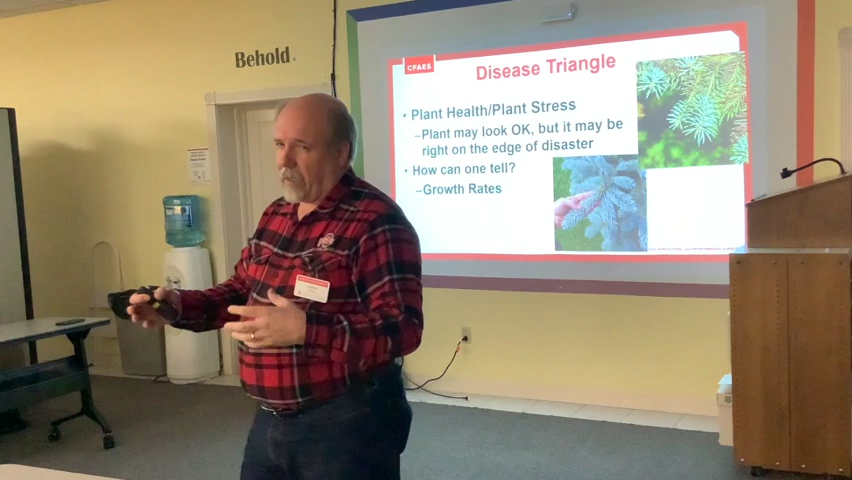 Behold.
CFAES
Disease Triangle
• Plant Health/Plant Stress
–Plant may look OK, but it may be
right on the edge of disaster
• How can one tell?
–Growth Rates